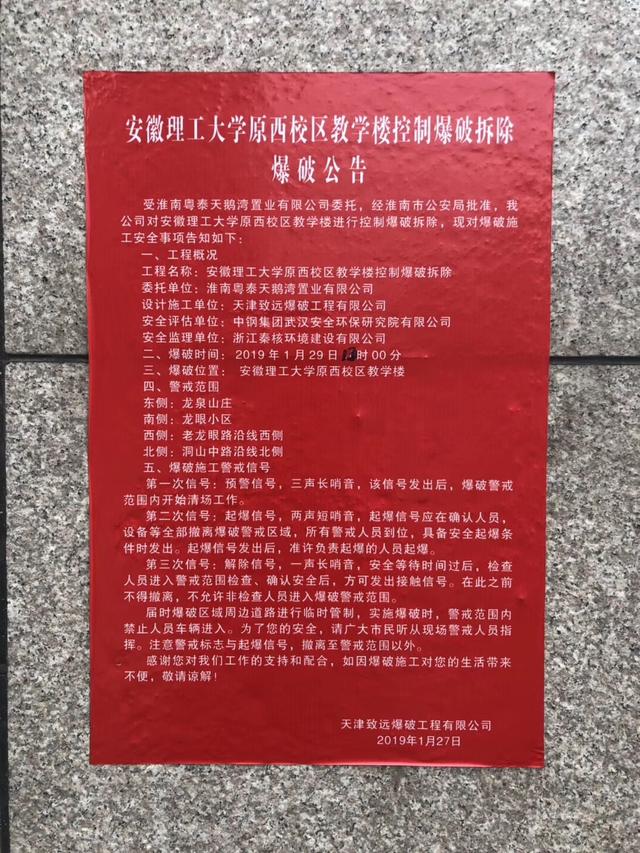 安徽理工大学原西校区教学楼控制爆破拆除
爆破公告
受淮南粤泰天鹅湾置业有限公司委托，经淮南市公安局批准，我
公司对安徽理工大学原西校区教学楼进行控制爆破拆除，现对爆破施
工安全事项告知如下：
一、工程概况
工程名称：安徽理工大学原西校区教学楼控制爆破拆除
委托单位：淮南粤泰天鹅湾置业有限公司
设计施工单位：天津致远爆破工程有限公司
安全评估单位：中钢集团武汉安全环保研究院有限公司
安全监理单位：浙江秦核环境建设有限公司
二、爆破时间：2019年1月29日时00分
三、爆破位置：安徽理工大学原西校区教学楼
四、警戒范围
东侧：龙泉山庄
南侧：龙眼小区
西侧：老龙眼路沿线西侧
北侧：洞山中路沿线北侧
五、爆破施工警戒信号
第一次信号：预警信号，三声长哨音，该信号发出后，爆破警戒
范围内开始清场工作。
第二次信号：起爆信号，两声短哨音，起爆信号应在确认人员，
设备等全部撤离爆破警戒区域，所有警戒人员到位，具备安全起爆条
件时发出。起爆信号发出后，准许负责起爆的人员起爆。
第三次信号：解除信号，一声长哨音，安全等待时间过后，检查
人员进入警戒范围检查、确认安全后，方可发出接触信号。在此之前
不得撤离，不允许非检查人员进入爆破警戒范围。
届时爆破区域周边道路进行临时管制，实施爆破时，警戒范围内
禁止人员车辆进入。为了您的安全，请广大市民听从现场警戒人员指
挥。注意警戒标志与起爆信号，撤离至警戒范围以外。
感谢您对我们工作的支持和配合，如因爆破施工对您的生活带来
不便，敬请谅解！
天津致远爆破工程有限公司
2019年1月27日